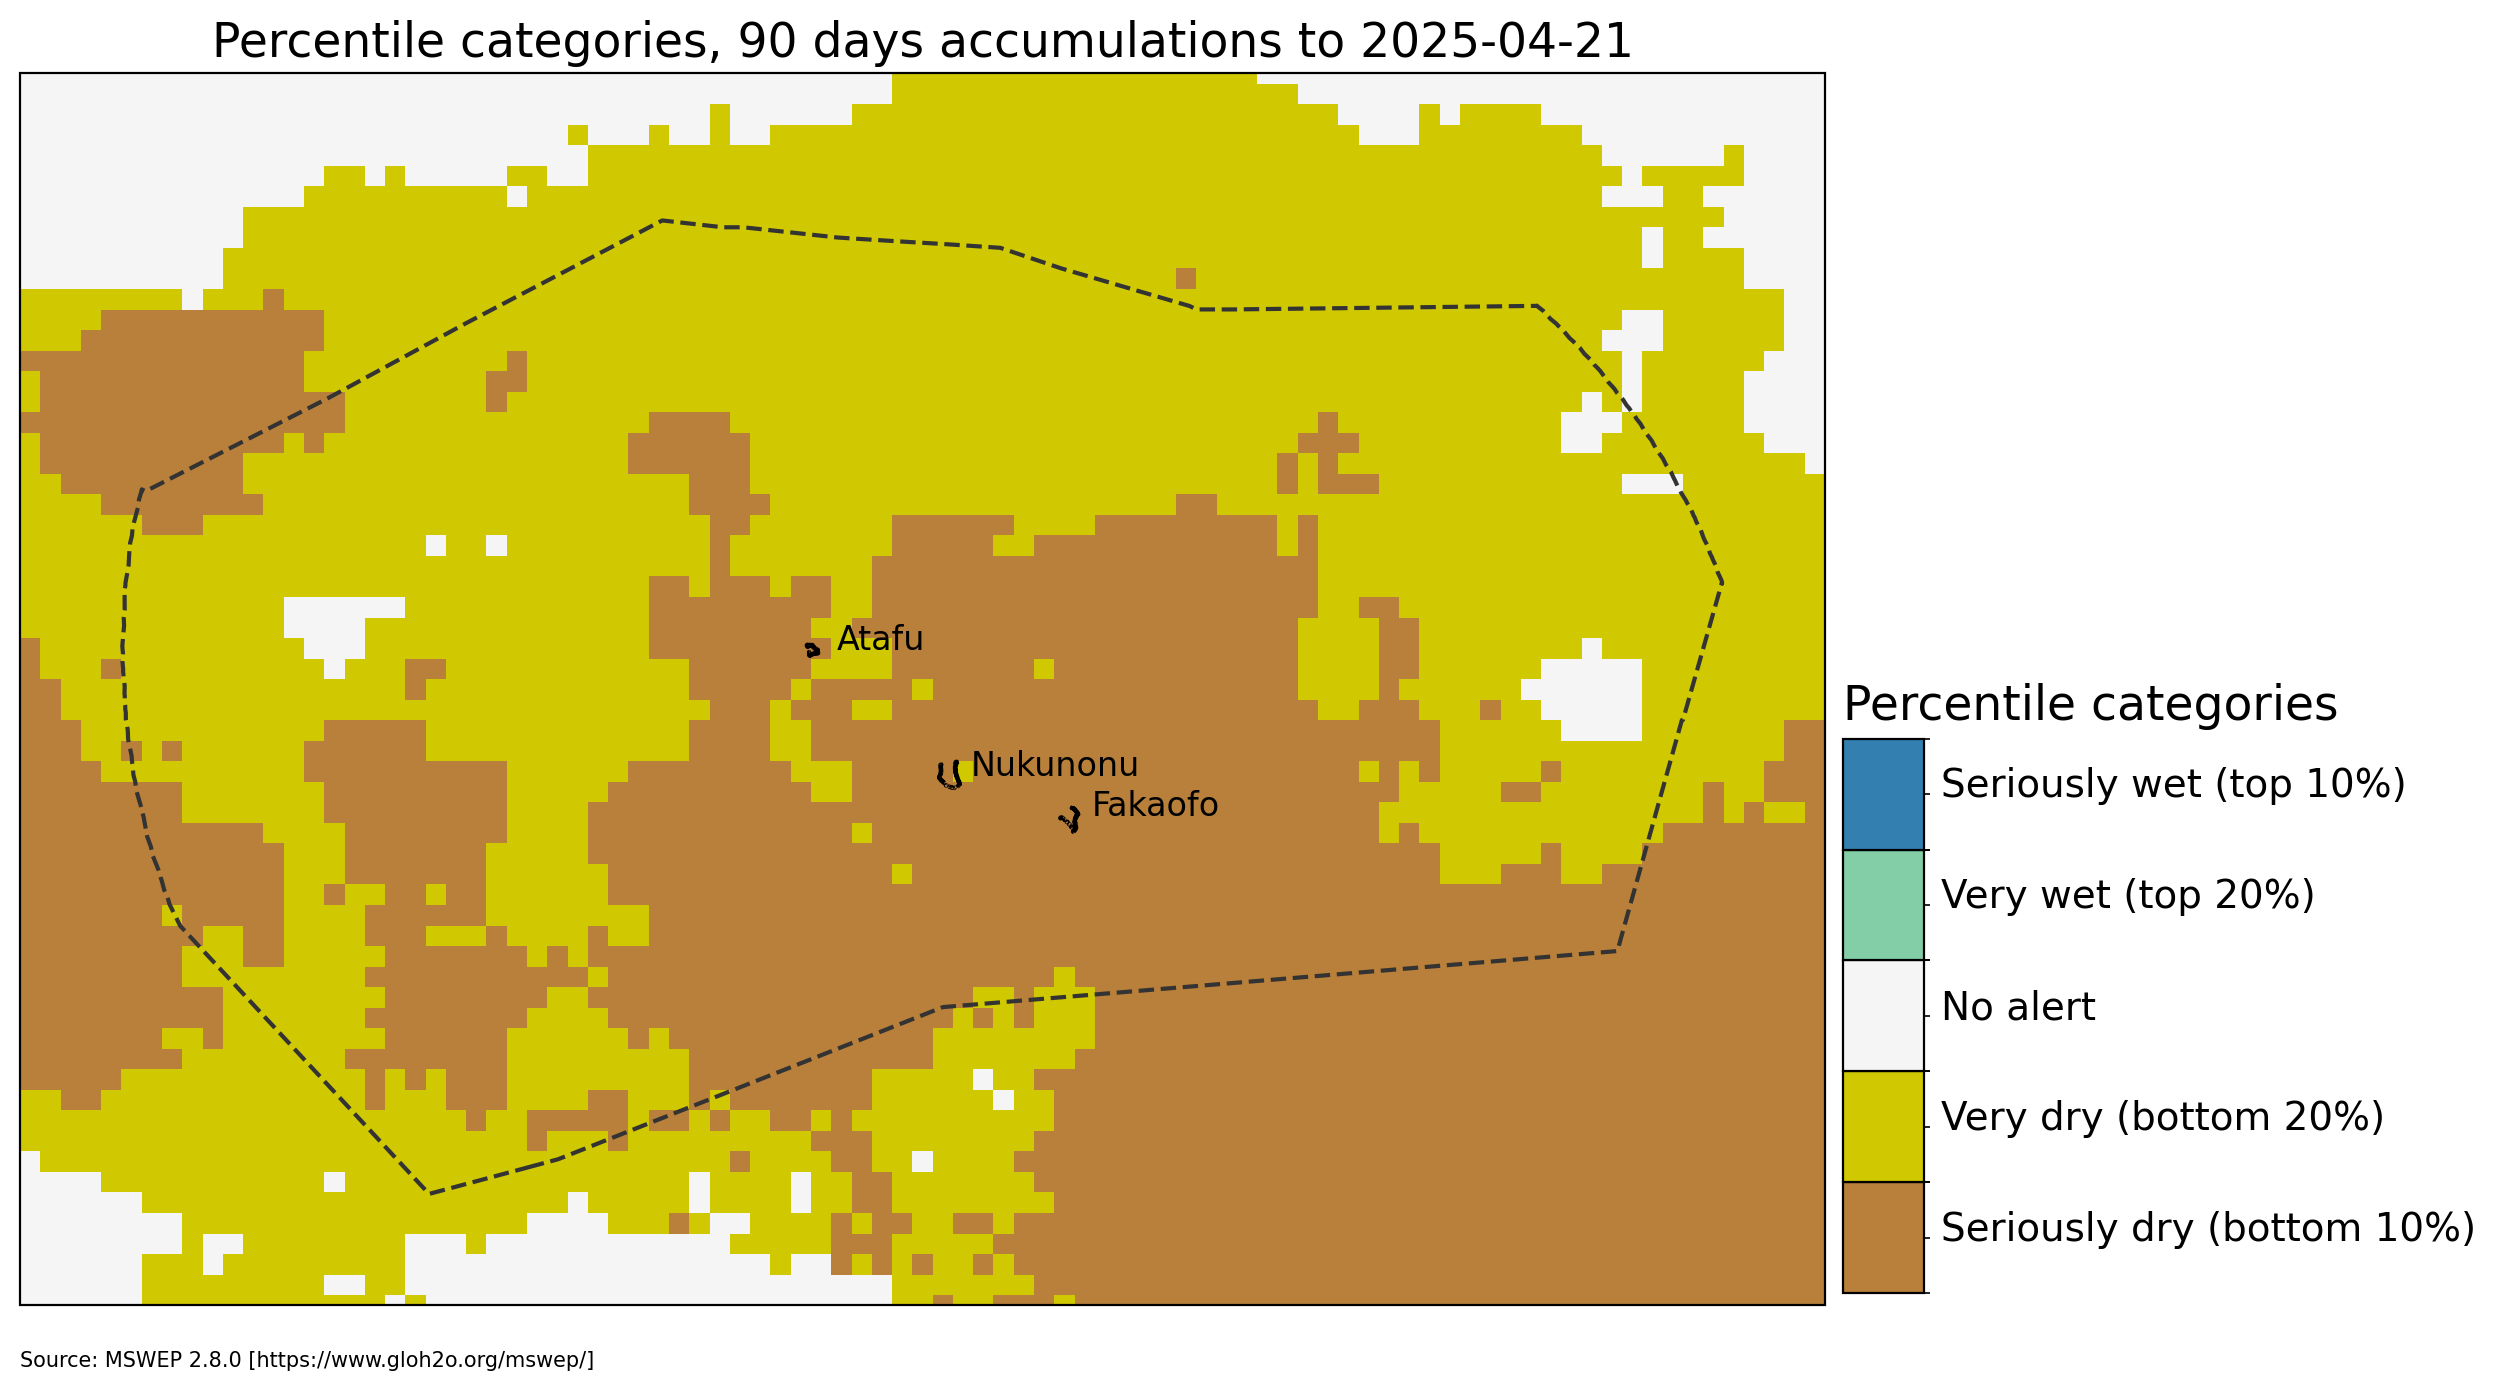 Percentile categories, 90 days accumulations to 2025-04-21
Atafu
Nukunonu
Fakaofo
Percentile categories
Seriously wet (top 10%)
Very wet (top 20%)
No alert
Very dry (bottom 20%)
Seriously dry (bottom 10%)
Source: MSWEP 2.8.0 [https://www.gloh2o.org/mswep/]